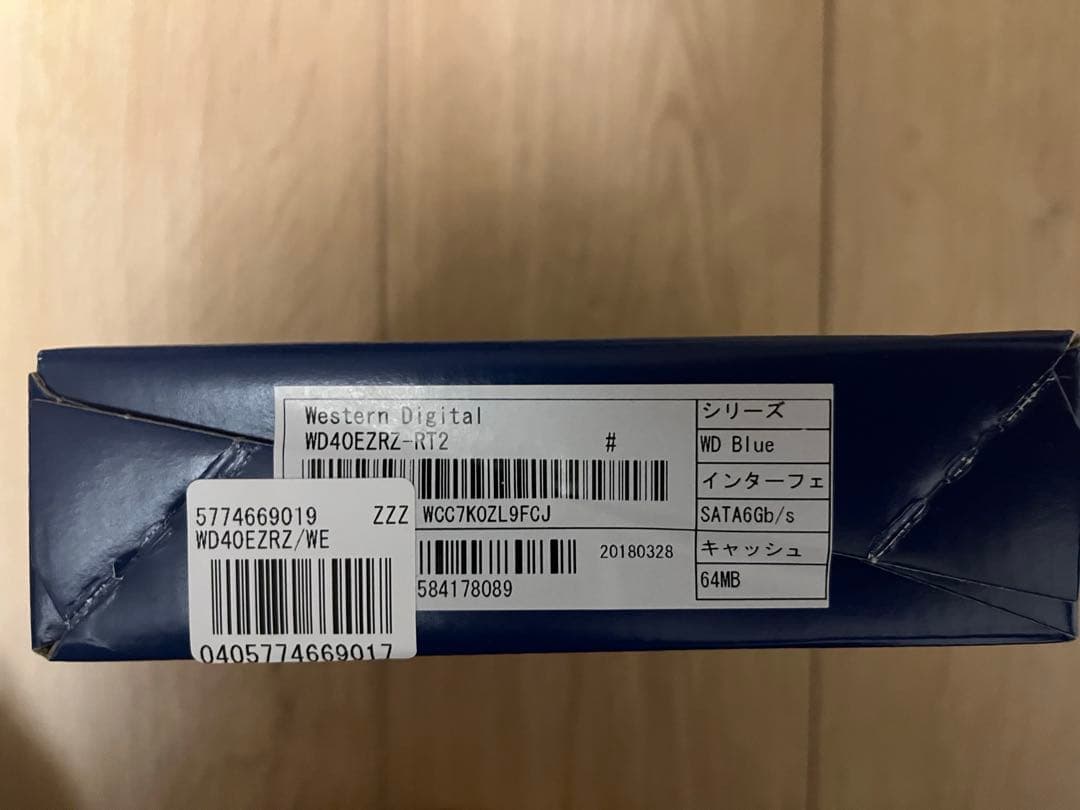 Western Digital
WD40EZRZ-RT2 #
WCC7K0ZL9FCJ
20180328
584178089
シリーズ
WD Blue
インターフェ
SATA6Gb/s
キャッシュ
64MB
5774669019 ZZZ
WD40EZRZ/WE
0405774669017